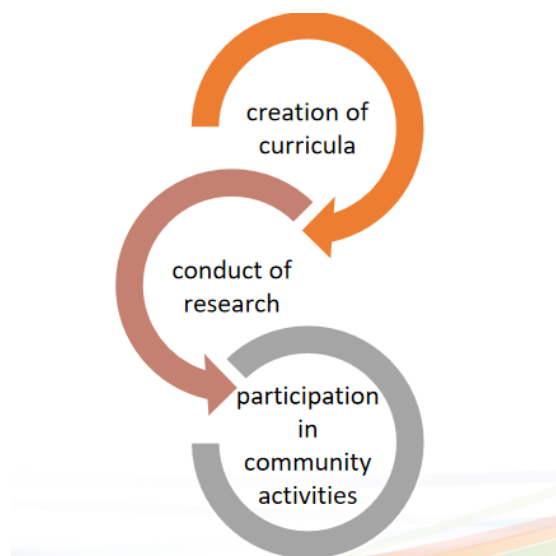 creation of
curricula
conduct of
research
participation
in
community
activities